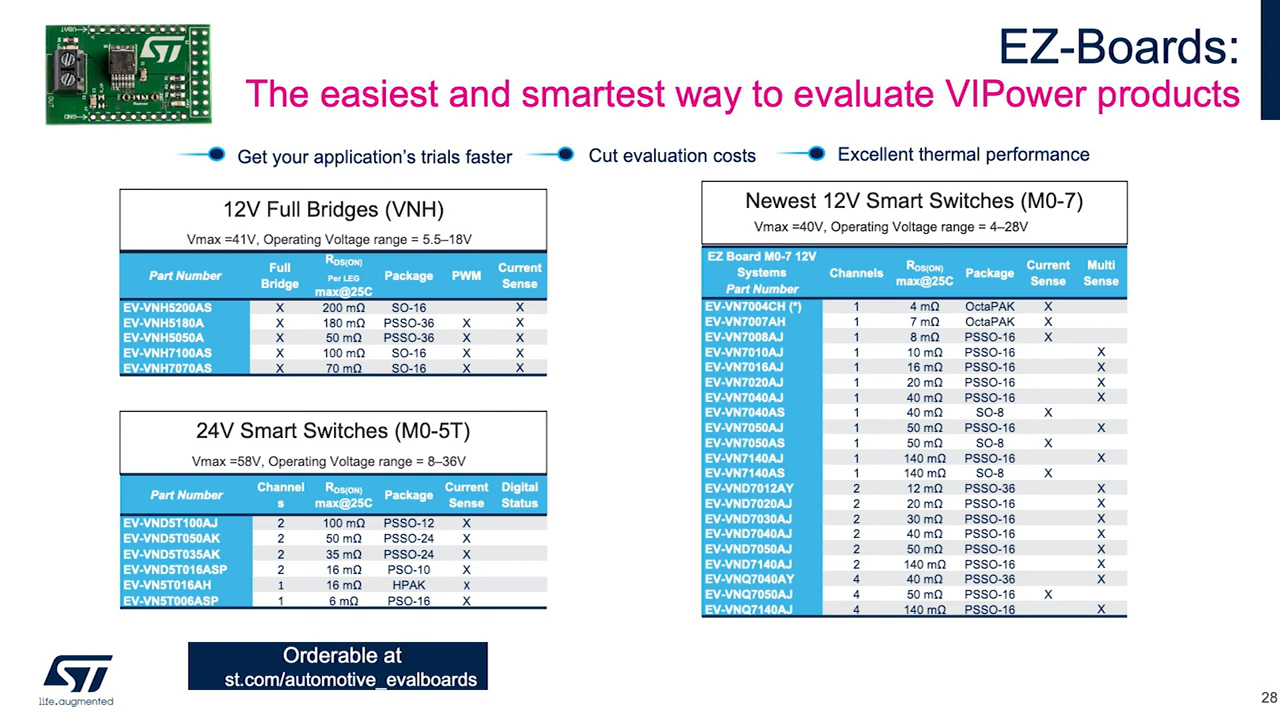 EZ-Boards:
The easiest and smartest way to evaluate VIPower products
Get your application's trials faster
Cut evaluation costs
Excellent thermal performance
12V Full Bridges (VNH)
Vmax =41V, Operating Voltage range = 5.5–18V
Part Number Full Bridge RDS(ON) Per LEG max@25C Package PWM Current Sense
EV-VNH5200AS X 200 mΩ SO-16 X
EV-VNH5180A X 180 mΩ PSSO-36 X X
EV-VNH5050A X 50 mΩ PSSO-36 X X
EV-VNH7100AS X 100 mΩ SO-16 X X
EV-VNH7070AS X 70 mΩ SO-16 X X
24V Smart Switches (M0-5T)
Vmax =58V, Operating Voltage range = 8–36V
Part Number Channels RDS(ON) max@25C Package Current Sense Digital Status
EV-VND5T100AJ 2 100 mΩ PSSO-12 X
EV-VND5T050AK 2 50 mΩ PSSO-24 X
EV-VND5T035AK 2 35 mΩ PSSO-24 X
EV-VND5T016ASP 2 16 mΩ PSO-10 X
EV-VN5T016AH 1 16 mΩ HPAK X
EV-VN5T006ASP 1 6 mΩ PSO-16 X
Newest 12V Smart Switches (M0-7)
Vmax =40V, Operating Voltage range = 4–28V
EZ Board M0-7 12V Systems Part Number Channels RDS(ON) max@25C Package Current Sense Multi Sense
EV-VN7004CH (*) 1 4 mΩ OctaPAK X
EV-VN7007AH 1 7 mΩ OctaPAK X
EV-VN7008AJ 1 8 mΩ PSSO-16 X
EV-VN7010AJ 1 10 mΩ PSSO-16 X
EV-VN7016AJ 1 16 mΩ PSSO-16 X
EV-VN7020AJ 1 20 mΩ PSSO-16 X
EV-VN7040AJ 1 40 mΩ PSSO-16 X
EV-VN7040AS 1 40 mΩ SO-8 X
EV-VN7050AJ 1 50 mΩ PSSO-16 X
EV-VN7050AS 1 50 mΩ SO-8 X
EV-VN7140AJ 1 140 mΩ PSSO-16 X
EV-VN7140AS 1 140 mΩ SO-8 X
EV-VND7012AY 2 12 mΩ PSSO-36 X
EV-VND7020AJ 2 20 mΩ PSSO-16 X
EV-VND7030AJ 2 30 mΩ PSSO-16 X
EV-VND7040AJ 2 40 mΩ PSSO-16 X
EV-VND7050AJ 2 50 mΩ PSSO-16 X
EV-VND7140AJ 2 140 mΩ PSSO-16 X
EV-VNQ7040AY 4 40 mΩ PSSO-36 X
EV-VNQ7050AJ 4 50 mΩ PSSO-16 X
EV-VNQ7140AJ 4 140 mΩ PSSO-16 X
Orderable at
st.com/automotive_evalboards
ST
life.augmented
28
VBAT
OUT
GND
ST